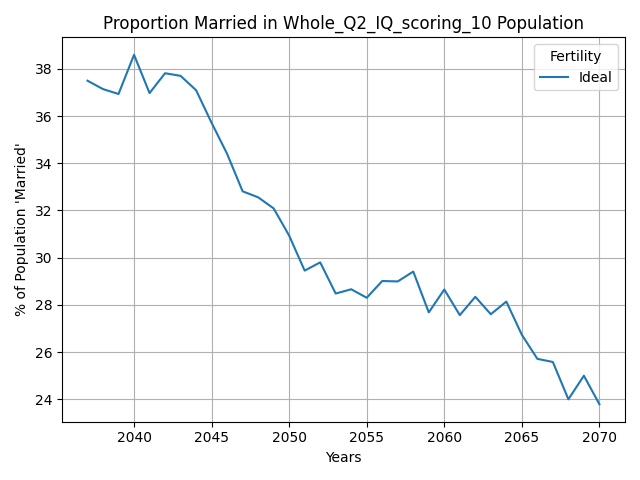 Proportion Married in Whole_Q2_IQ_scoring_10 Population
Fertility
Ideal
% of Population 'Married'
38
36
34
32
30
28
26
24
2040 2045 2050 2055 2060 2065 2070
Years